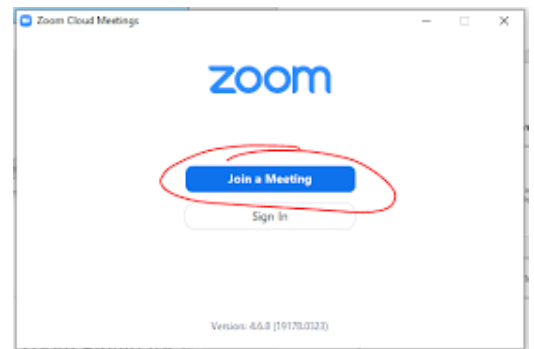 Zoom Cloud Meetings
zoom
Join a Meeting
Sign In
Version: 4.6.8 (19178.0323)